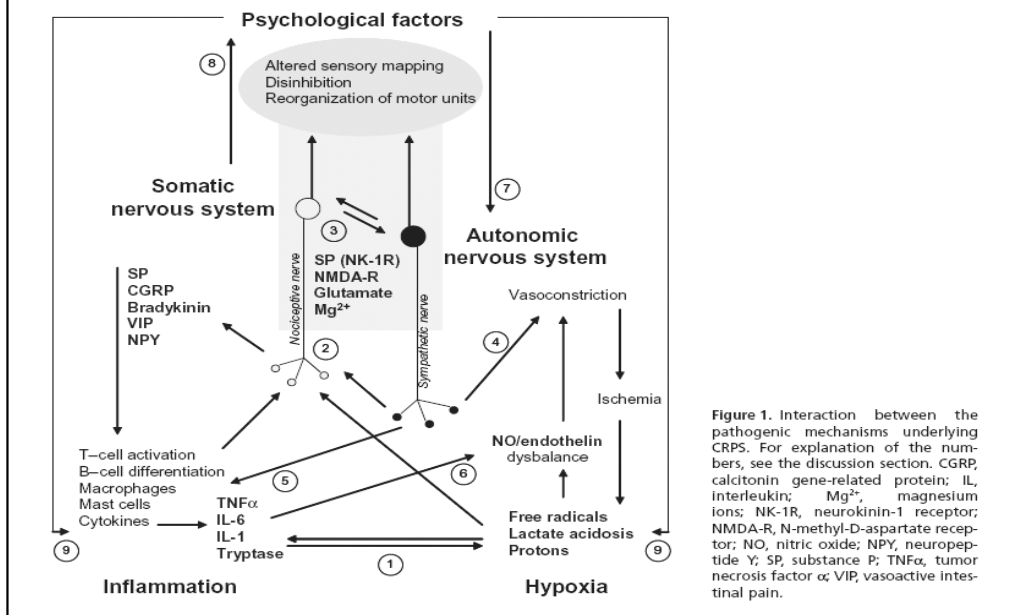 Psychological factors
8
Altered sensory mapping
Disinhibition
Reorganization of motor units
7
Somatic
nervous system
3
Autonomic
nervous system
SP (NK-1R)
NMDA-R
Glutamate
Mg2+
Nociceptive nerve
Sympathetic nerve
SP
CGRP
Bradykinin
VIP
NPY
2
Vasoconstriction
4
Ischemia
NO/endothelin
dysbalance
6
5
T–cell activation
B–cell differentiation
Macrophages
Mast cells
Cytokines
TNFα
IL-6
IL-1
Tryptase
Free radicals
Lactate acidosis
Protons
9
1
9
Inflammation
Hypoxia
Figure 1. Interaction between the
pathogenic mechanisms underlying
CRPS. For explanation of the num-
bers, see the discussion section. CGRP,
calcitonin gene-related protein; IL,
interleukin; Mg2+, magnesium
ions; NK-1R, neurokinin-1 receptor;
NMDA-R, N-methyl-D-aspartate recep-
tor; NO, nitric oxide; NPY, neuropep-
tide Y; SP, substance P; TNFα, tumor
necrosis factor α; VIP, vasoactive intes-
tinal pain.